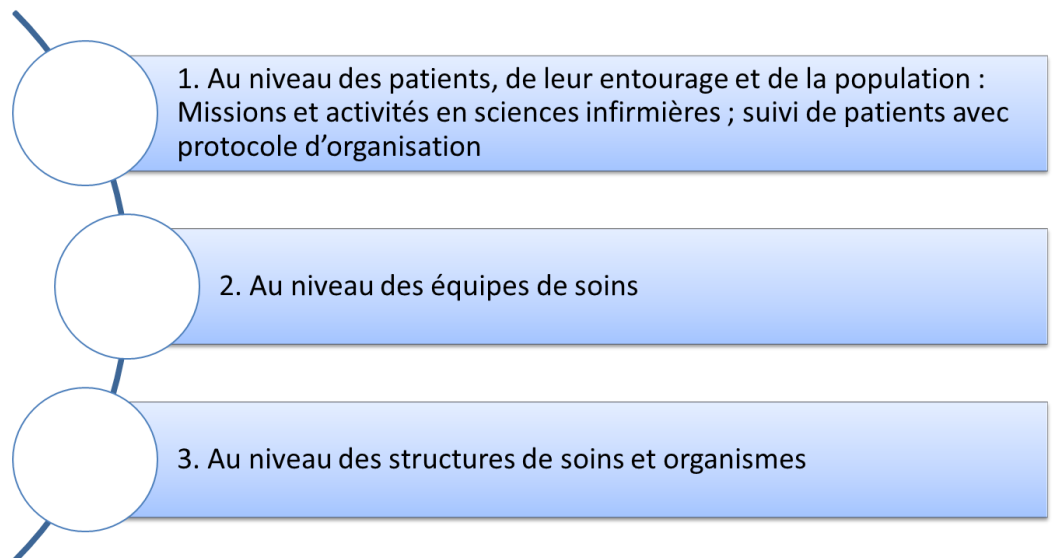 1. Au niveau des patients, de leur entourage et de la population :
Missions et activités en sciences infirmières ; suivi de patients avec
protocole d’organisation
2. Au niveau des équipes de soins
3. Au niveau des structures de soins et organismes